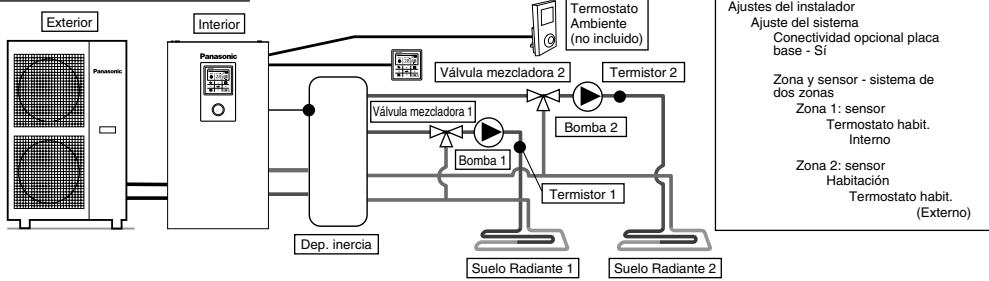 Exterior
Interior
Termostato
Ambiente
(no incluido)
Panasonic
Panasonic
Válvula mezcladora 2
Termistor 2
Válvula mezcladora 1
Bomba 2
Bomba 1
Termistor 1
Dep. inercia
Suelo Radiante 1
Suelo Radiante 2
Ajustes del instalador
Ajuste del sistema
Conectividad opcional placa
base - Sí
Zona y sensor - sistema de
dos zonas
Zona 1: sensor
Termostato habit.
Interno
Zona 2: sensor
Habitación
Termostato habit.
(Externo)